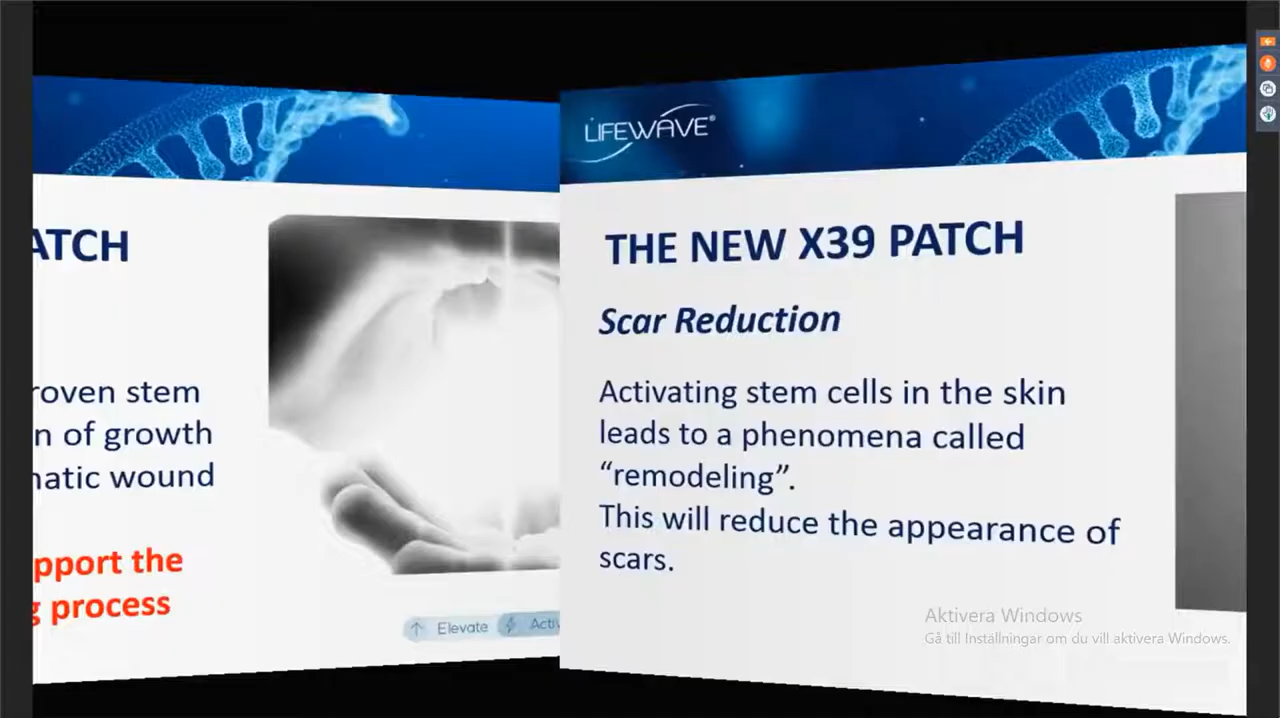 ATCH
roven stem
n of growth
natic wound
pport the
g process
Elevate
LIFEWAVE®
THE NEW X39 PATCH
Scar Reduction
Activating stem cells in the skin
leads to a phenomena called
“remodeling”.
This will reduce the appearance of
scars.
Aktivera Windows
Gå till Inställningar om du vill aktivera Windows.